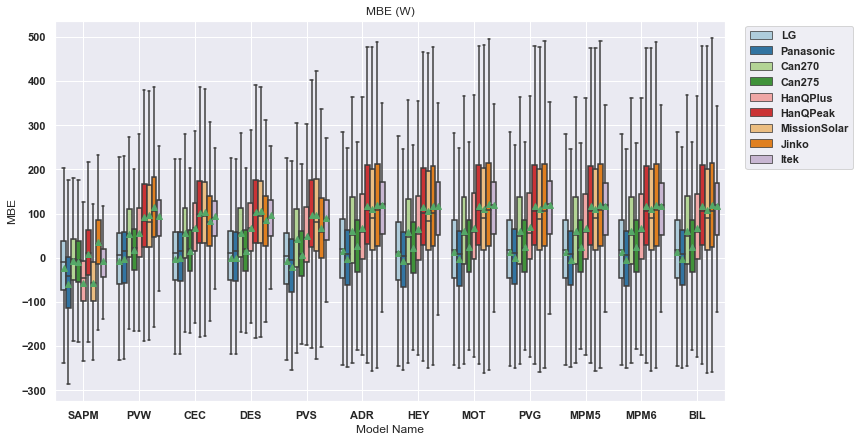 MBE (W)
MBE
500
400
300
200
100
0
−100
−200
−300
SAPM PVW CEC DES PVS ADR HEY MOT PVG MPM5 MPM6 BIL
Model Name
LG
Panasonic
Can270
Can275
HanQPlus
HanQPeak
MissionSolar
Jinko
Itek